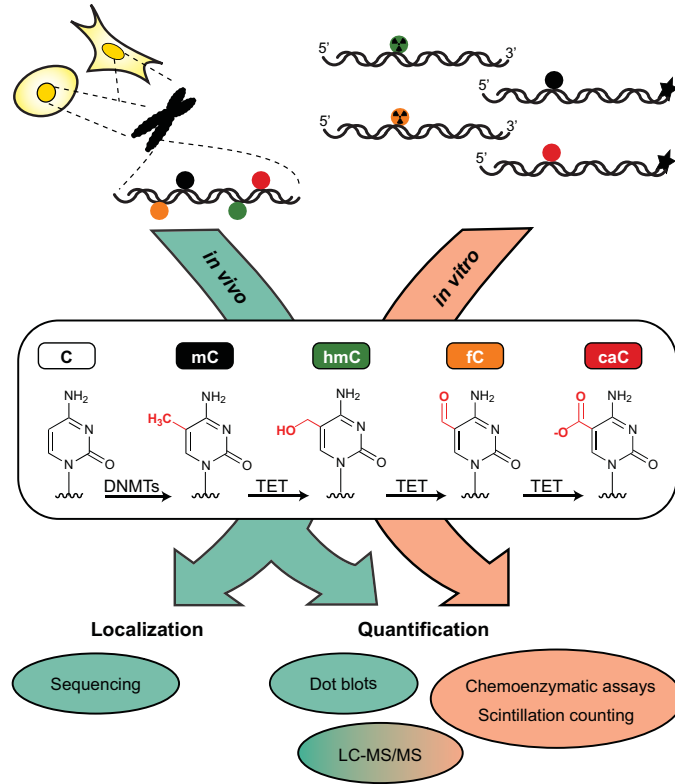 5’
3’
5’
5’
3’
5’
in vivo
in vitro
C
mC
hmC
fC
caC
NH2
N
N
O
H3C
NH2
N
N
O
HO
NH2
N
N
O
O
NH2
N
N
O
O
-O
NH2
N
N
O
DNMTs
TET
TET
TET
Localization
Quantification
Sequencing
Dot blots
Chemoenzymatic assays
Scintillation counting
LC-MS/MS